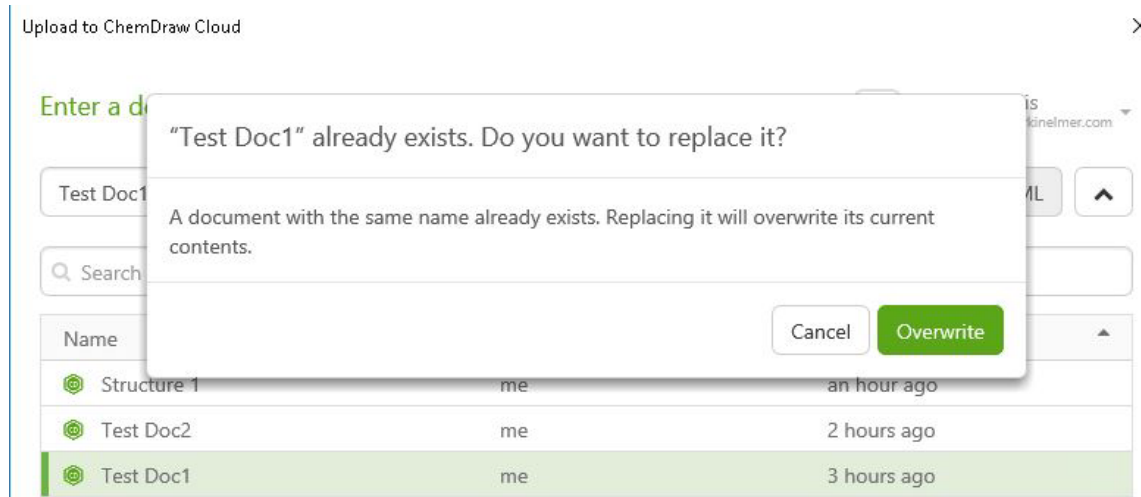 Upload to ChemDraw Cloud
Enter a
"Test Doc1" already exists. Do you want to replace it?
Test Doc1
A document with the same name already exists. Replacing it will overwrite its current
contents.
Search
Cancel Overwrite
Name
Structure 1 me an hour ago
Test Doc2 me 2 hours ago
Test Doc1 me 3 hours ago